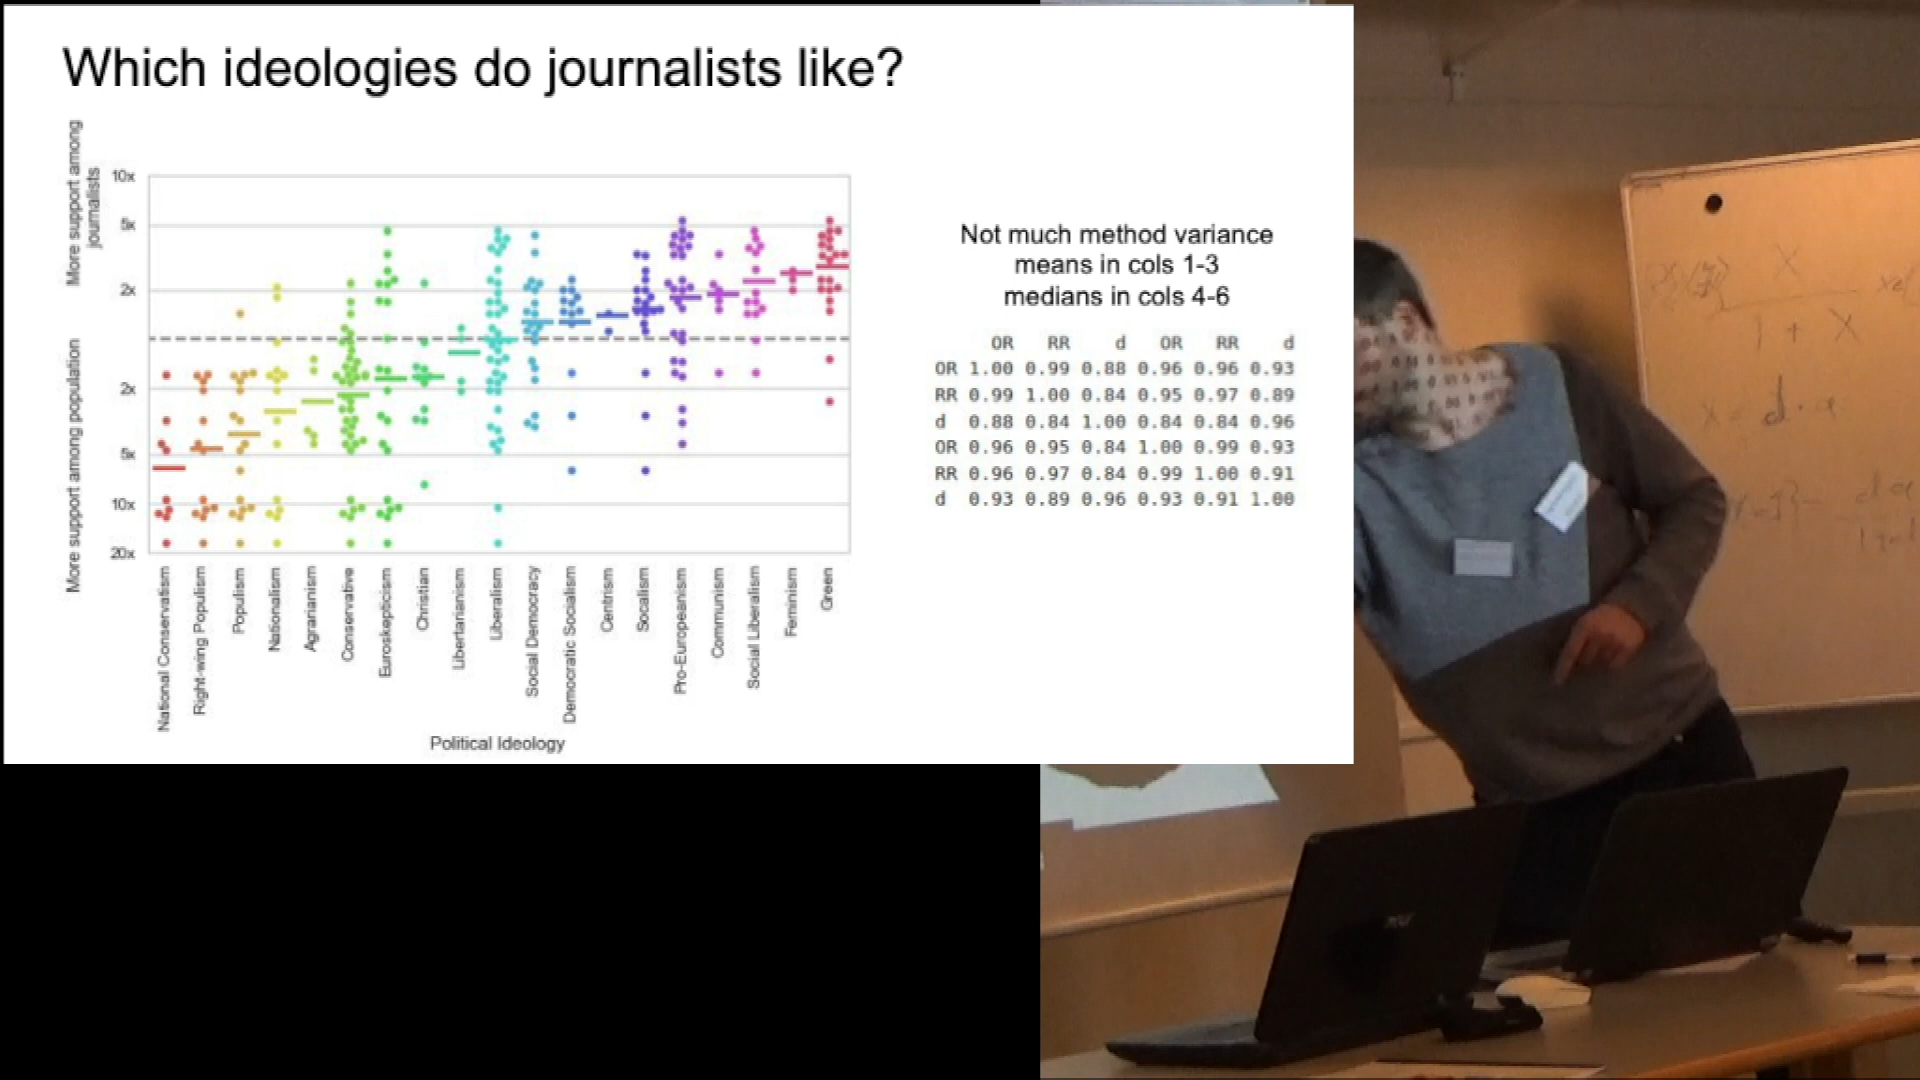 Which ideologies do journalists like?
More support among
journalists
More support among population
10x
5x
2x
2x
5x
10x
20x
National Conservatism
Right-wing Populism
Populism
Nationalism
Agrarianism
Conservative
Euroskepticism
Christian
Libertarianism
Liberalism
Social Democracy
Democratic Socialism
Centrism
Socialism
Pro-Europeanism
Communism
Social Liberalism
Feminism
Green
Political Ideology
Not much method variance
means in cols 1-3
medians in cols 4-6
OR RR d OR RR d
OR 1.00 0.99 0.88 0.96 0.96 0.93
RR 0.99 1.00 0.84 0.95 0.97 0.89
d 0.88 0.84 1.00 0.84 0.84 0.96
OR 0.96 0.95 0.84 1.00 0.99 0.93
RR 0.96 0.97 0.84 0.99 1.00 0.91
d 0.93 0.89 0.96 0.93 0.91 1.00
X
1 + X
X = d · a